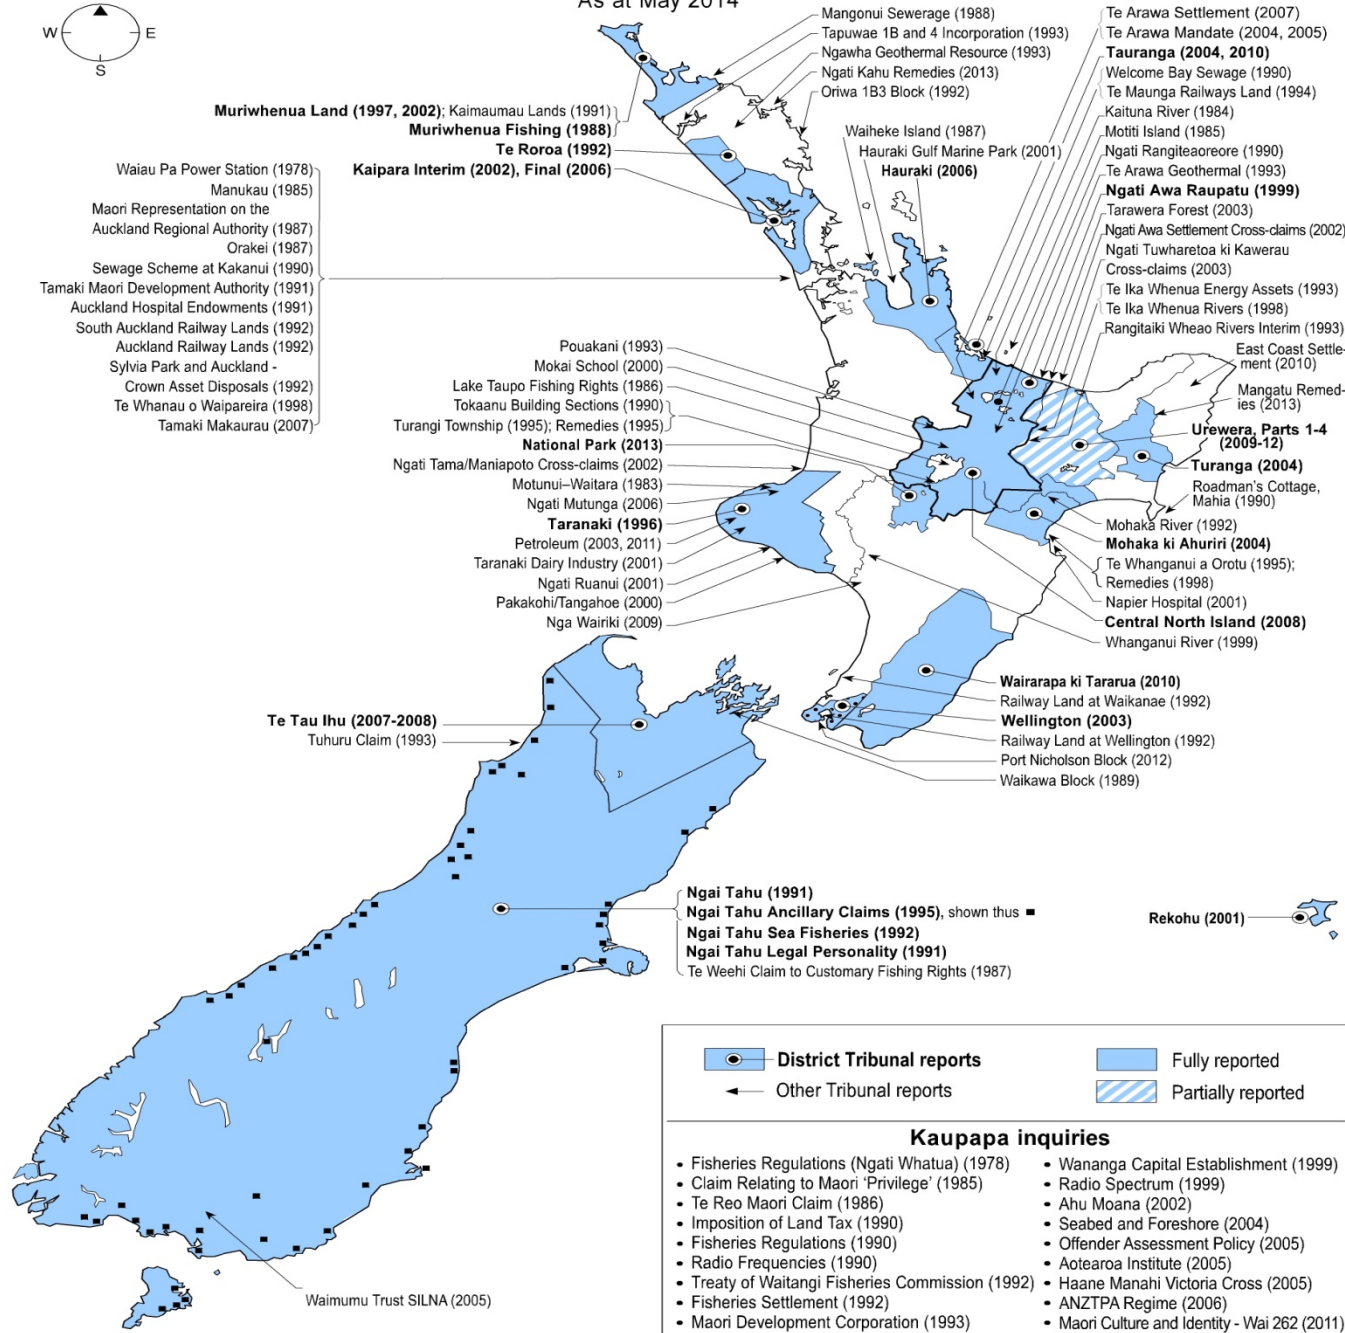 As at May 2014
W
E
S
Mangonui Sewerage (1988)
Tapuwae 1B and 4 Incorporation (1993)
Ngawha Geothermal Resource (1993)
Ngati Kahu Remedies (2013)
Oriwa 1B3 Block (1992)
Muriwhenua Land (1997, 2002); Kaimaumau Lands (1991)
Muriwhenua Fishing (1988)
Te Roroa (1992)
Kaipara Interim (2002), Final (2006)
Waiheke Island (1987)
Hauraki Gulf Marine Park (2001)
Hauraki (2006)
Te Arawa Settlement (2007)
Te Arawa Mandate (2004, 2005)
Tauranga (2004, 2010)
Welcome Bay Sewage (1990)
Te Maunga Railways Land (1994)
Kaituna River (1984)
Motiti Island (1985)
Ngati Rangiteaorere (1990)
Te Arawa Geothermal (1993)
Ngati Awa Raupatu (1999)
Tarawera Forest (2003)
Ngati Awa Settlement Cross-claims (2002)
Ngati Tuwharetoa ki Kawerau
Cross-claims (2003)
Te Ika Whenua Energy Assets (1993)
Te Ika Whenua Rivers (1998)
Rangitaiki Wheao Rivers Interim (1993)
East Coast Settle-
ment (2010)
Mangatu Remed-
ies (2013)
Urewera, Parts 1-4
(2009-12)
Turanga (2004)
Roadman's Cottage,
Mahia (1990)
Mohaka River (1992)
Mohaka ki Ahuriri (2004)
Te Whanganui a Orotu (1995);
Remedies (1998)
Napier Hospital (2001)
Central North Island (2008)
Whanganui River (1999)
Waiau Pa Power Station (1978)
Manukau (1985)
Maori Representation on the
Auckland Regional Authority (1987)
Orakei (1987)
Sewage Scheme at Kakanui (1990)
Tamaki Maori Development Authority (1991)
Auckland Hospital Endowments (1991)
South Auckland Railway Lands (1992)
Auckland Railway Lands (1992)
Sylvia Park and Auckland -
Crown Asset Disposals (1992)
Te Whanau o Waipareira (1998)
Tamaki Makaurau (2007)
Pouakani (1993)
Mokai School (2000)
Lake Taupo Fishing Rights (1986)
Tokaanu Building Sections (1990)
Turangi Township (1995); Remedies (1995)
National Park (2013)
Ngati Tama/Maniapoto Cross-claims (2002)
Motunui–Waitara (1983)
Ngati Mutunga (2006)
Taranaki (1996)
Petroleum (2003, 2011)
Taranaki Dairy Industry (2001)
Ngati Ruanui (2001)
Pakakohi/Tangahoe (2000)
Nga Wairiki (2009)
Wairarapa ki Tararua (2010)
Railway Land at Waikanae (1992)
Wellington (2003)
Railway Land at Wellington (1992)
Port Nicholson Block (2012)
Waikawa Block (1989)
Te Tau Ihu (2007-2008)
Tuhuru Claim (1993)
Ngai Tahu (1991)
Ngai Tahu Ancillary Claims (1995), shown thus
Ngai Tahu Sea Fisheries (1992)
Ngai Tahu Legal Personality (1991)
Te Weehi Claim to Customary Fishing Rights (1987)
Rekohu (2001)
Waimumu Trust SILNA (2005)
District Tribunal reports
Other Tribunal reports
Fully reported
Partially reported
Kaupapa inquiries
• Fisheries Regulations (Ngati Whatua) (1978)
• Claim Relating to Maori ‘Privilege’ (1985)
• Te Reo Maori Claim (1986)
• Imposition of Land Tax (1990)
• Fisheries Regulations (1990)
• Radio Frequencies (1990)
• Treaty of Waitangi Fisheries Commission (1992)
• Fisheries Settlement (1992)
• Maori Development Corporation (1993)
• Wananga Capital Establishment (1999)
• Radio Spectrum (1999)
• Ahu Moana (2002)
• Seabed and Foreshore (2004)
• Offender Assessment Policy (2005)
• Aotearoa Institute (2005)
• Haane Manahi Victoria Cross (2005)
• ANZTPA Regime (2006)
• Maori Culture and Identity - Wai 262 (2011)